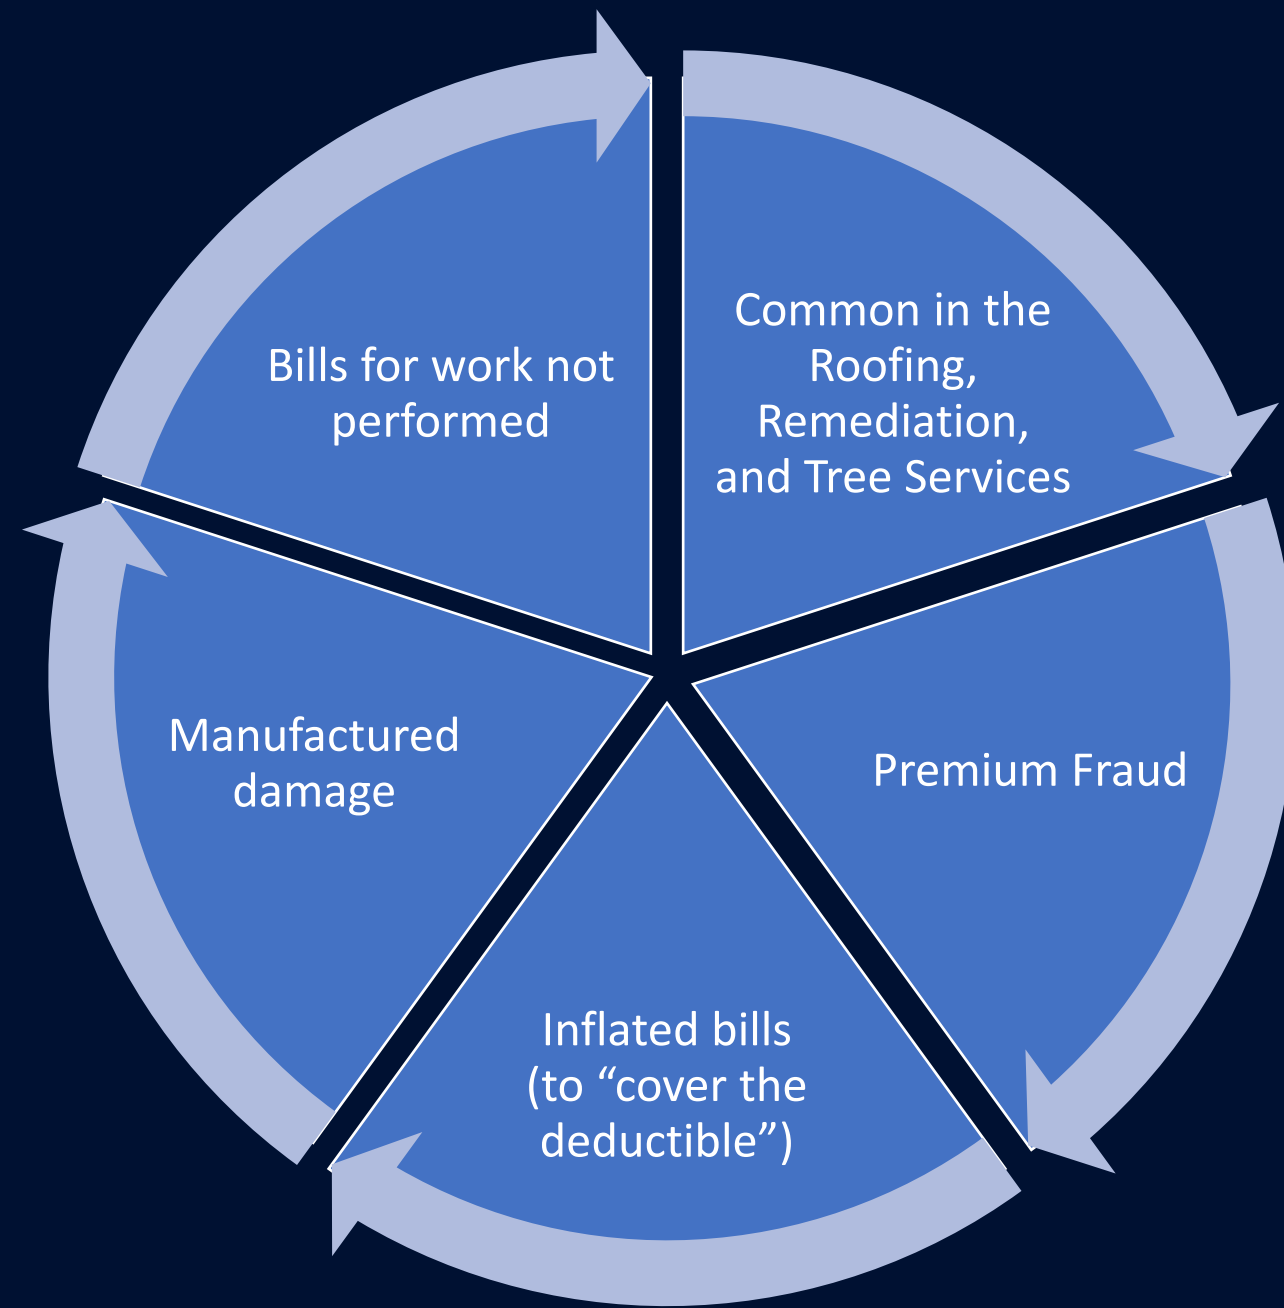 Common in the
Roofing,
Remediation,
and Tree Services
Premium Fraud
Inflated bills
(to “cover the
deductible”)
Manufactured
damage
Bills for work not
performed